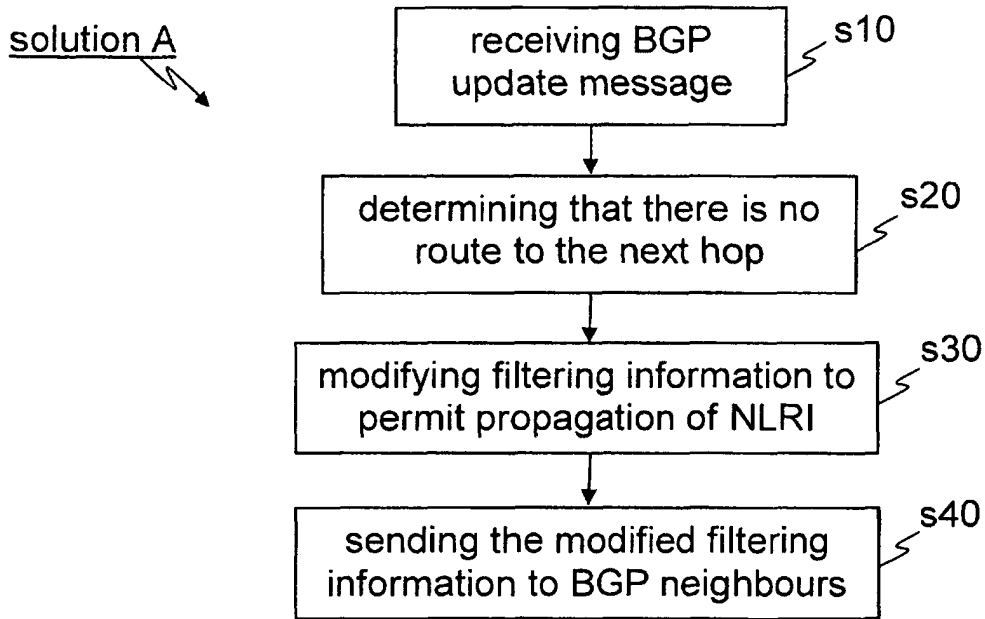 solution A
receiving BGP
update message
s10
determining that there is no
route to the next hop
s20
modifying filtering information to
permit propagation of NLRI
s30
sending the modified filtering
information to BGP neighbours
s40